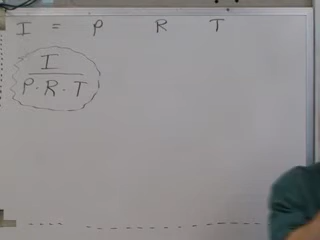 I = P R T
I
P · R · T